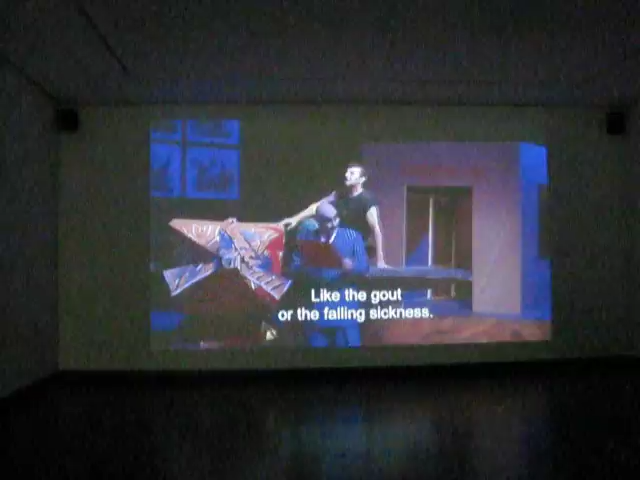 Like the gout
or the falling sickness.